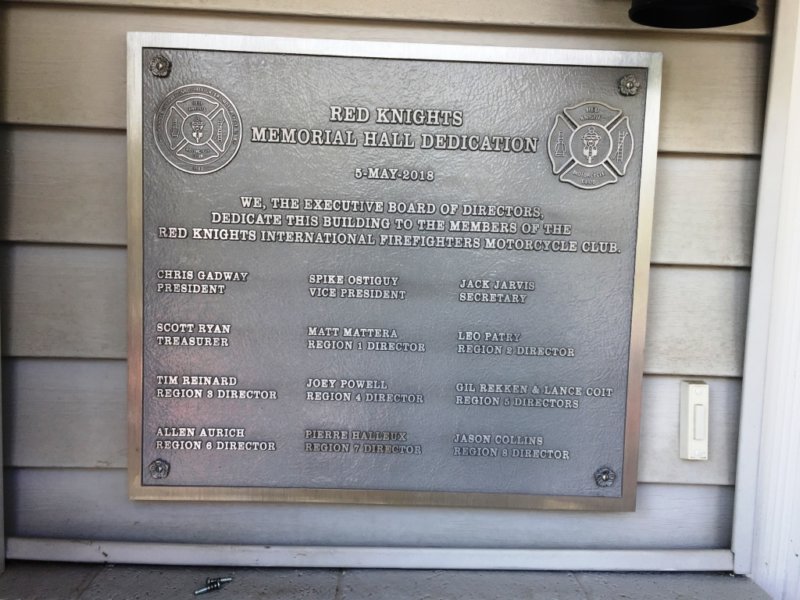 RED KNIGHTS
MEMORIAL HALL DEDICATION
5-MAY-2018
WE, THE EXECUTIVE BOARD OF DIRECTORS,
DEDICATE THIS BUILDING TO THE MEMBERS OF THE
RED KNIGHTS INTERNATIONAL FIREFIGHTERS MOTORCYCLE CLUB.
CHRIS GADWAY
PRESIDENT
SPIKE OSTIGUY
VICE PRESIDENT
JACK JARVIS
SECRETARY
SCOTT RYAN
TREASURER
MATT MATTERA
REGION 1 DIRECTOR
LEO PATRY
REGION 2 DIRECTOR
TIM REINARD
REGION 3 DIRECTOR
JOEY POWELL
REGION 4 DIRECTOR
GIL REKKEN & LANCE COIT
REGION 5 DIRECTORS
ALLEN AURICH
REGION 6 DIRECTOR
PIERRE HALLEUX
REGION 7 DIRECTOR
JASON COLLINS
REGION 8 DIRECTOR
RED
KNIGHTS
MOTORCYCLE
CLUB